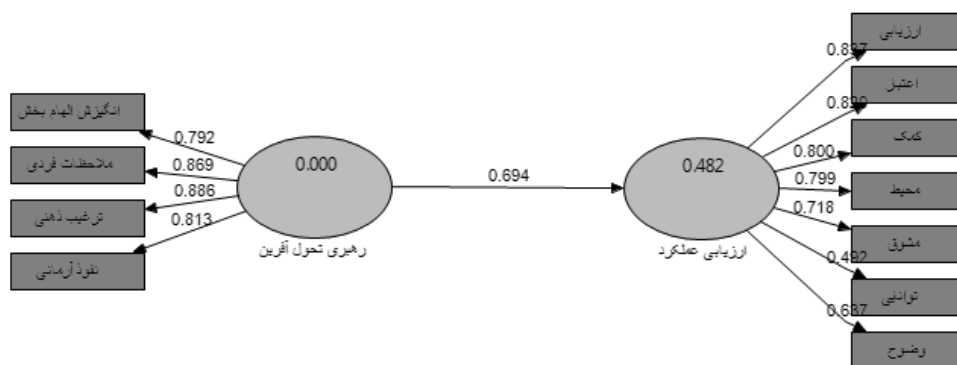 انگیزش الهام بخش
ملاحظات فردی
ترغیب ذهنی
نفوذ آرمانی
0.792
0.869
0.886
0.813
0.000
رهبری تحول آفرین
0.694
0.482
ارزیابی عملکرد
0.800
0.799
0.718
0.492
ارزیابی
اعتبار
کمک
محیط
مشوق
توانایی
وضوح